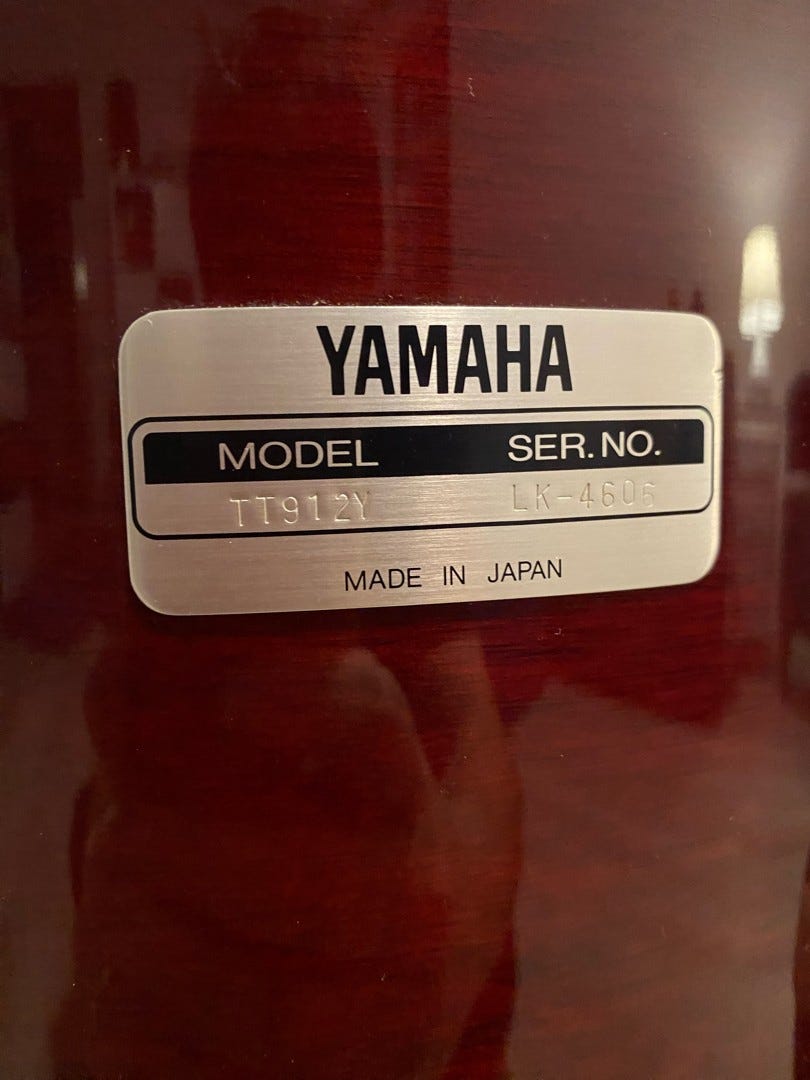 YAMAHA
MODEL SER. NO.
TT912Y LK-4606
MADE IN JAPAN